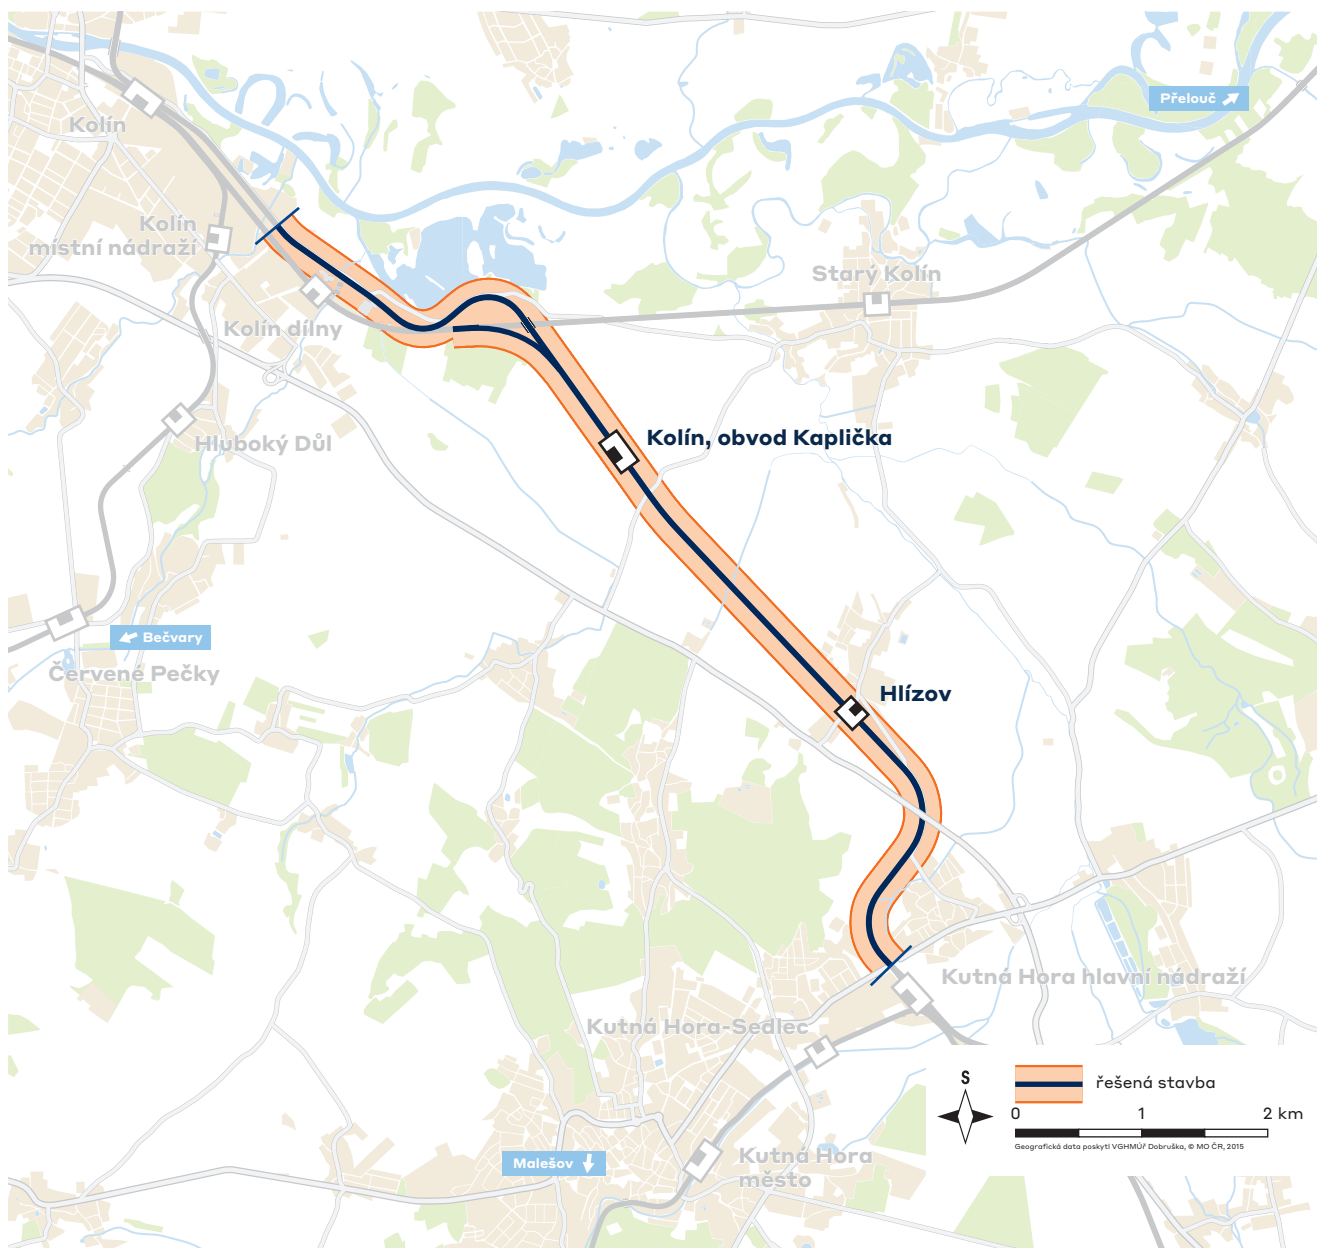 Přelouč
Kolín
Kolín
místní nádraží
Starý Kolín
Kolín dílny
Kolín, obvod Kaplička
Hluboký Důl
Bečvary
Červené Pečky
Hlízov
Kutná Hora hlavní nádraží
Kutná Hora-Sedlec
S
řešená stavba
0 1 2 km
Geografická data poskytl VGHMÚř Dobruška, © MO ČR, 2015
Malešov
Kutná Hora
město